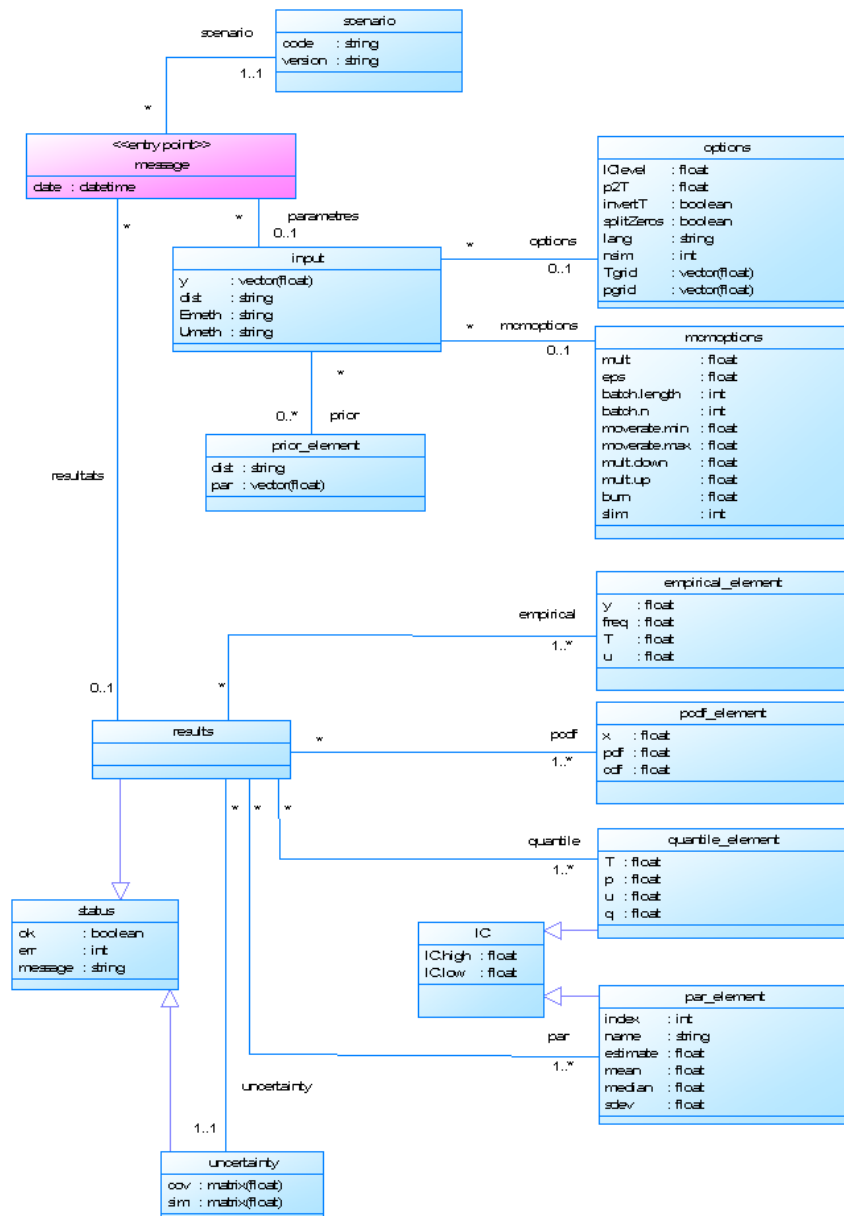 scenario
code : string
version : string
scenario
1..1
*
<<entry point>>
message
date : datetime
*
*
parametres
0..1
options
IClevel : float
p2T : float
invertT : boolean
splitZeros : boolean
lang : string
nsim : int
Tgrid : vector(float)
pgrid : vector(float)
*
options
0..1
input
y : vector(float)
dist : string
Emeth : string
Umeth : string
*
mcmoptions
0..1
mcmoptions
mult : float
eps : float
batch.length : int
batch.n : int
moverate.min : float
moverate.max : float
mult.down : float
mult.up : float
burn : float
slim : int
*
0..*
prior
prior_element
dist : string
par : vector(float)
resultats
empirical_element
y : float
freq : float
T : float
u : float
empirical
1..*
*
0..1
results
pcdf_element
x : float
pdf : float
cdf : float
*
pcdf
1..*
*
*
*
quantile
1..*
quantile_element
T : float
p : float
u : float
q : float
status
ok : boolean
err : int
message : string
IC
IC.high : float
IC.low : float
par_element
index : int
name : string
estimate : float
mean : float
median : float
sdev : float
par
1..*
uncertainty
1..1
uncertainty
cov : matrix(float)
sim : matrix(float)